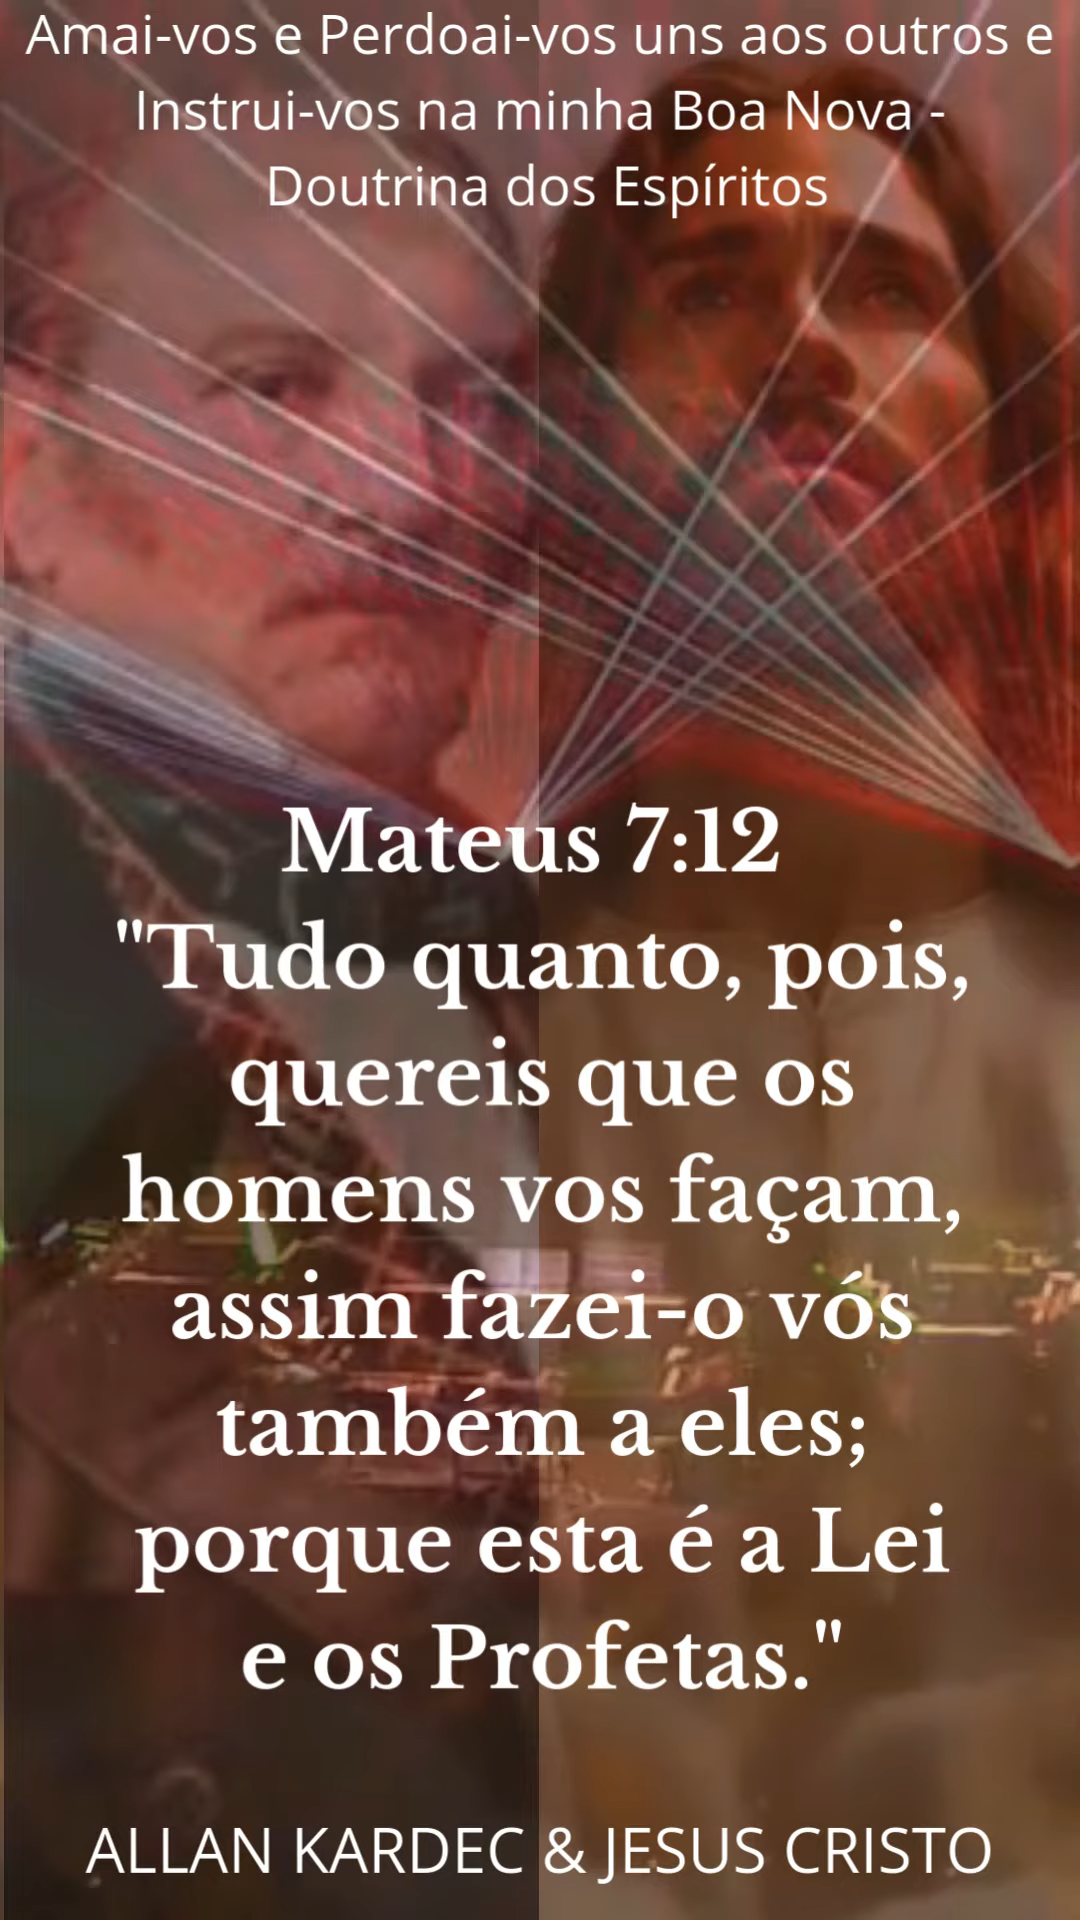 Amai-vos e Perdoai-vos uns aos outros e
Instrui-vos na minha Boa Nova -
Doutrina dos Espíritos
Mateus 7:12
"Tudo quanto, pois,
quereis que os
homens vos façam,
assim fazei-o vós
também a eles;
porque esta é a Lei
e os Profetas."
ALLAN KARDEC & JESUS CRISTO